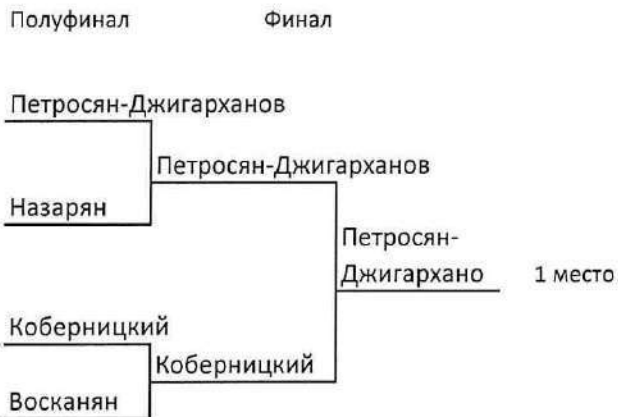 Полуфинал Финал
Петросян-Джигарханов
Петросян-Джигарханов
Назарян
Петросян-
Джигархано 1 место
Коберницкий
Коберницкий
Восканян